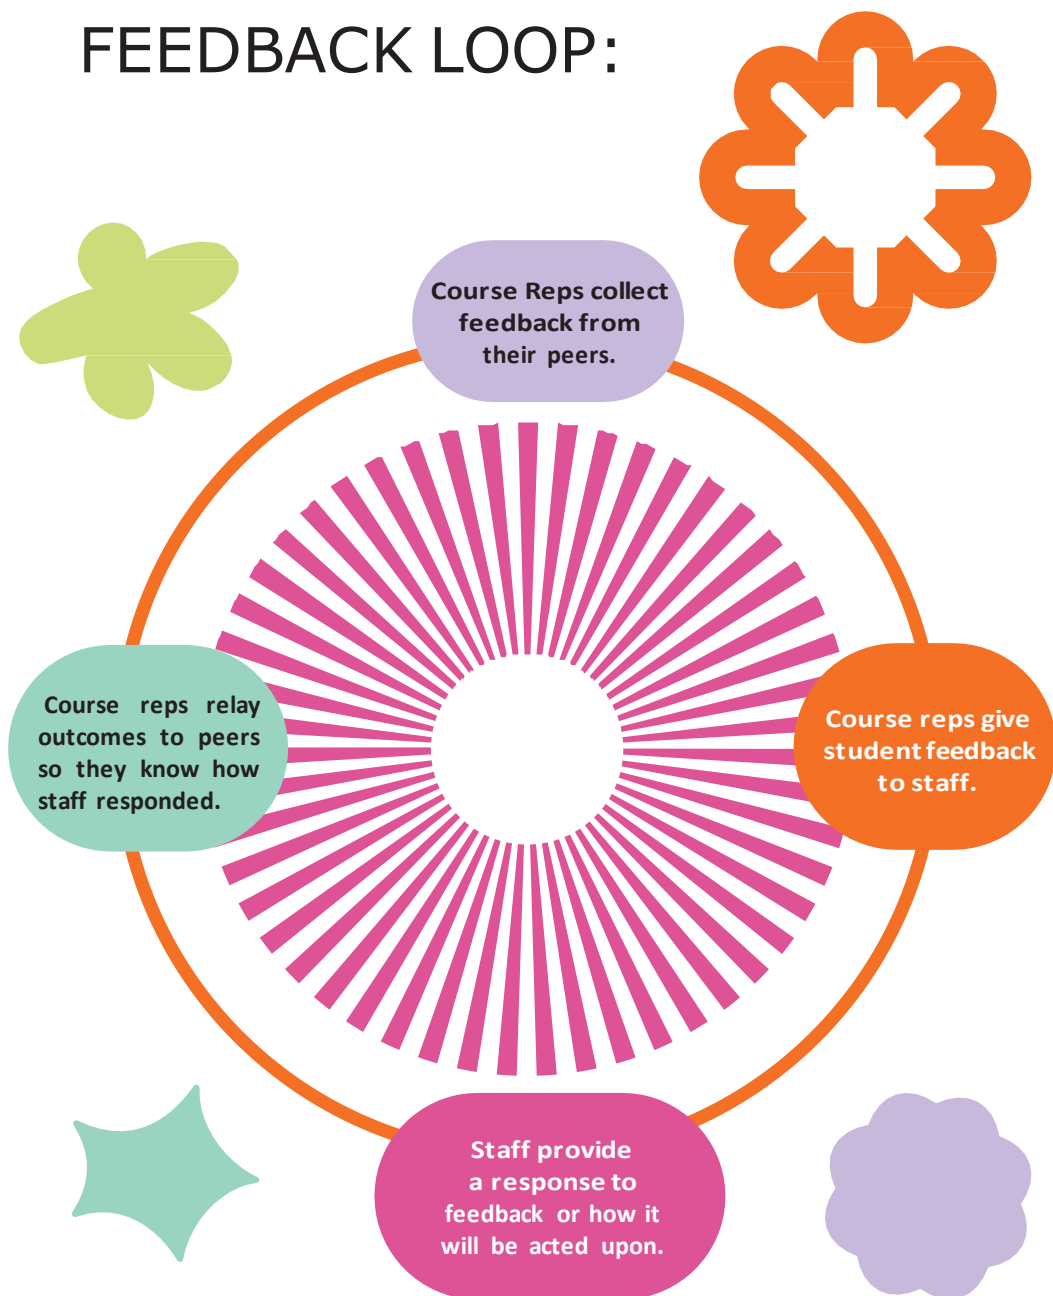 FEEDBACK LOOP:
Course Reps collect
feedback from
their peers.
Course reps give
student feedback
to staff.
Staff provide
a response to
feedback or how it
will be acted upon.
Course reps relay
outcomes to peers
so they know how
staff responded.